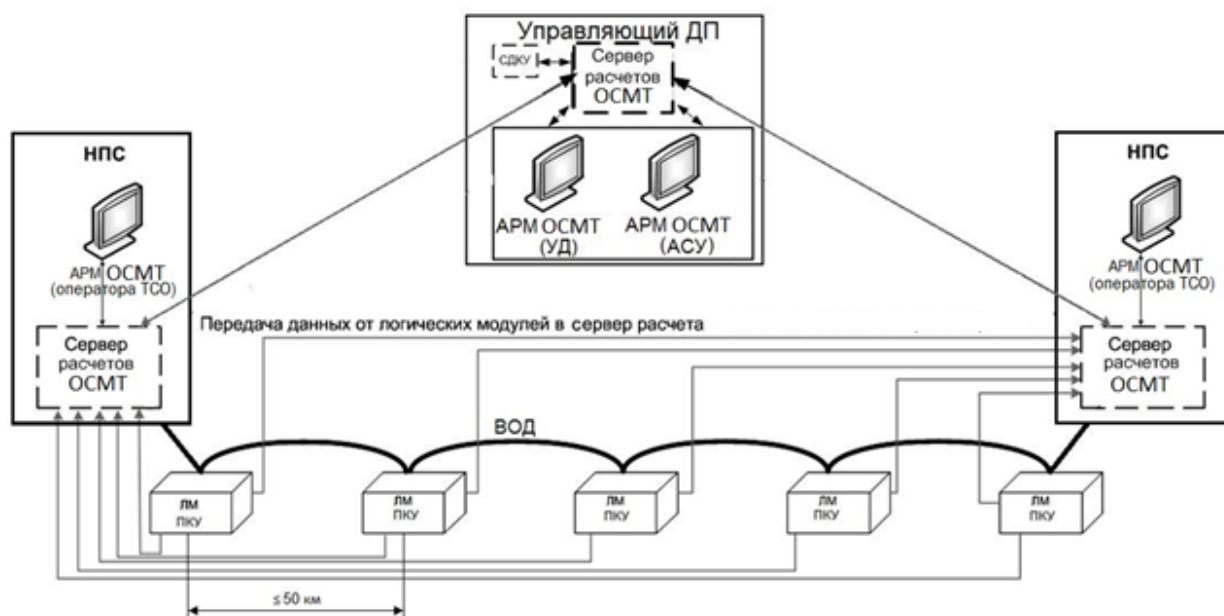 Управляющий ДП
СДКУ
Сервер
расчетов
ОСМТ
АРМ ОСМТ
(УД)
АРМ ОСМТ
(АСУ)
НПС
АРМ ОСМТ
(оператора ТСО)
Сервер
расчетов
ОСМТ
НПС
АРМ ОСМТ
(оператора ТСО)
Сервер
расчетов
ОСМТ
Передача данных от логических модулей в сервер расчета
ВОД
ЛМ
ПКУ
ЛМ
ПКУ
ЛМ
ПКУ
ЛМ
ПКУ
ЛМ
ПКУ
≤ 50 км